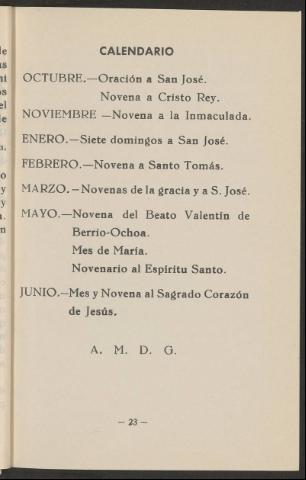 CALENDARIO
OCTUBRE.—Oración a San José.
Novena a Cristo Rey.
NOVIEMBRE —Novena a la Inmaculada.
ENERO.—Siete domingos a San José.
FEBRERO.—Novena a Santo Tomás.
MARZO.—Novenas de la gracia y a S. José.
MAYO.—Novena del Beato Valentín de
Berrio-Ochoa.
Mes de María.
Novenario al Espíritu Santo.
JUNIO.—Mes y Novena al Sagrado Corazón
de Jesús.
A. M. D. G.
— 23 —